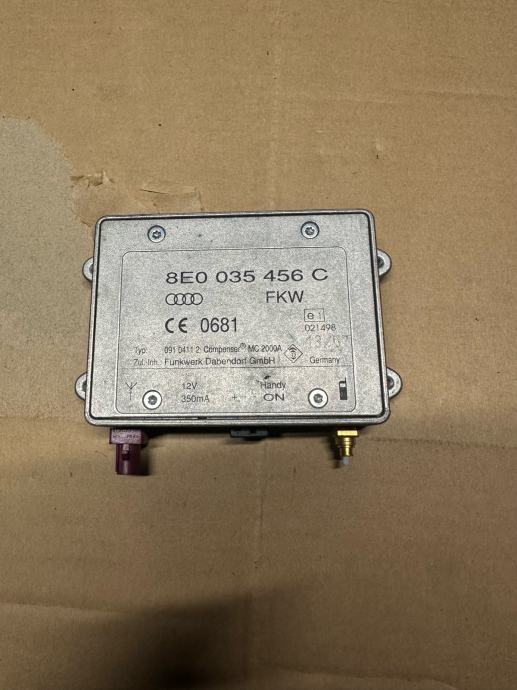 8E0 035 456 C
FKW
CE 0681
e1
021498
Typ: 091 0411 2 Compenser® MC 2000A
Zul.-Inh. Funkwerk Dabendorf GmbH
Germany
12V
350mA
Handy
ON